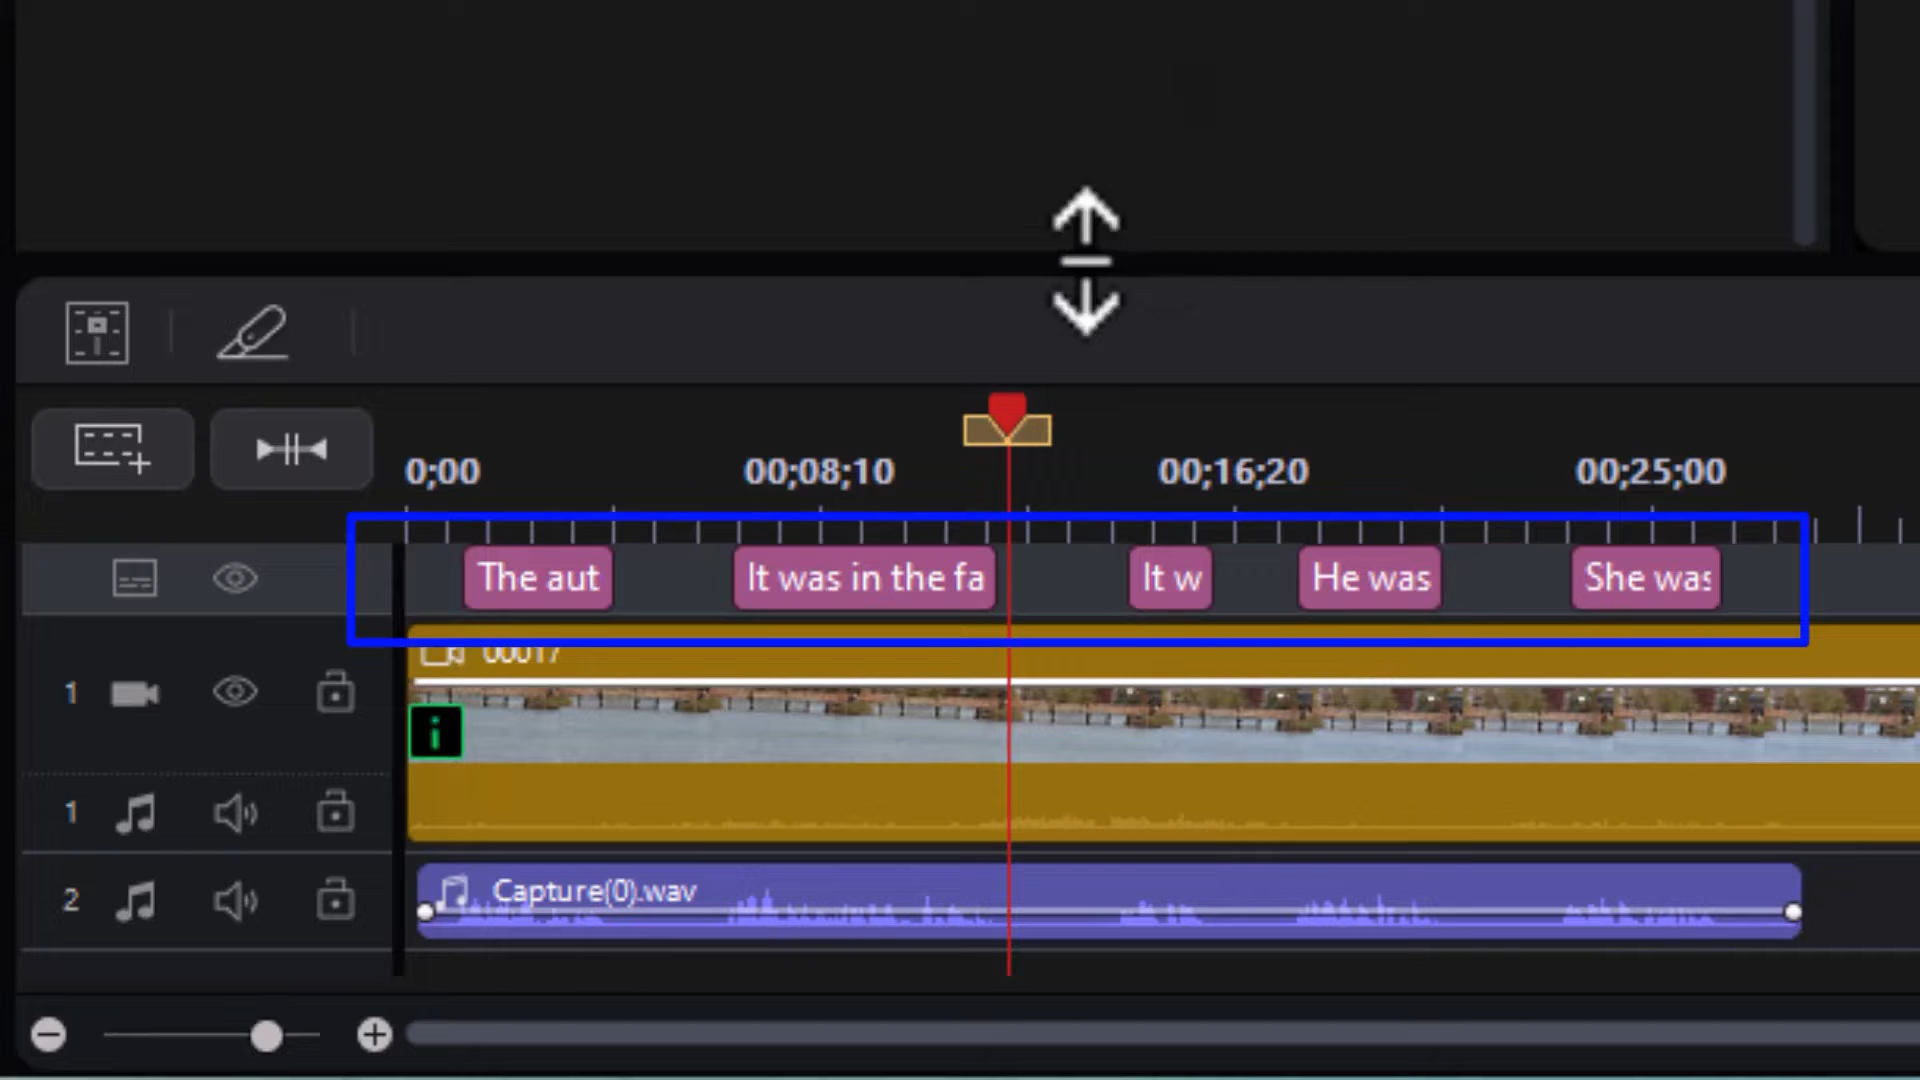 0;00 00;08;10 00;16;20 00;25;00
The aut It was in the fa It w He was She was
00017
1
i
1
2 Capture(0).wav